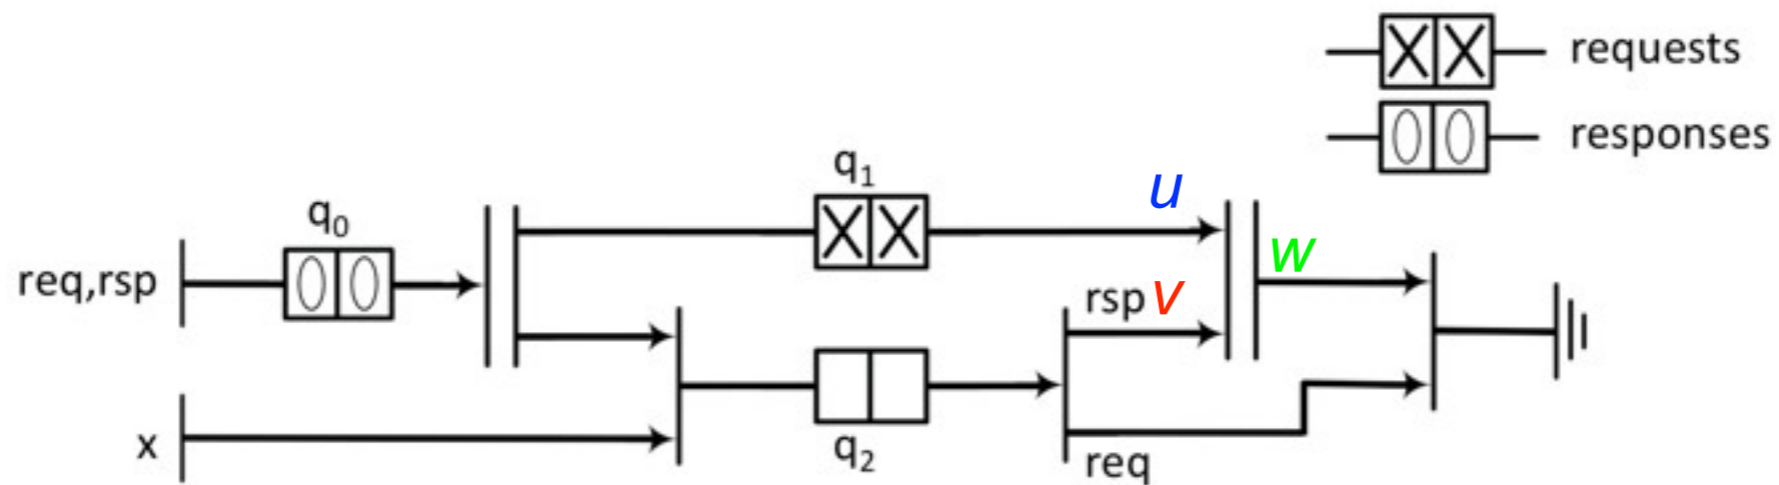 requests
responses
q1
u
q0
w
req,rsp
rsp v
x
q2
req